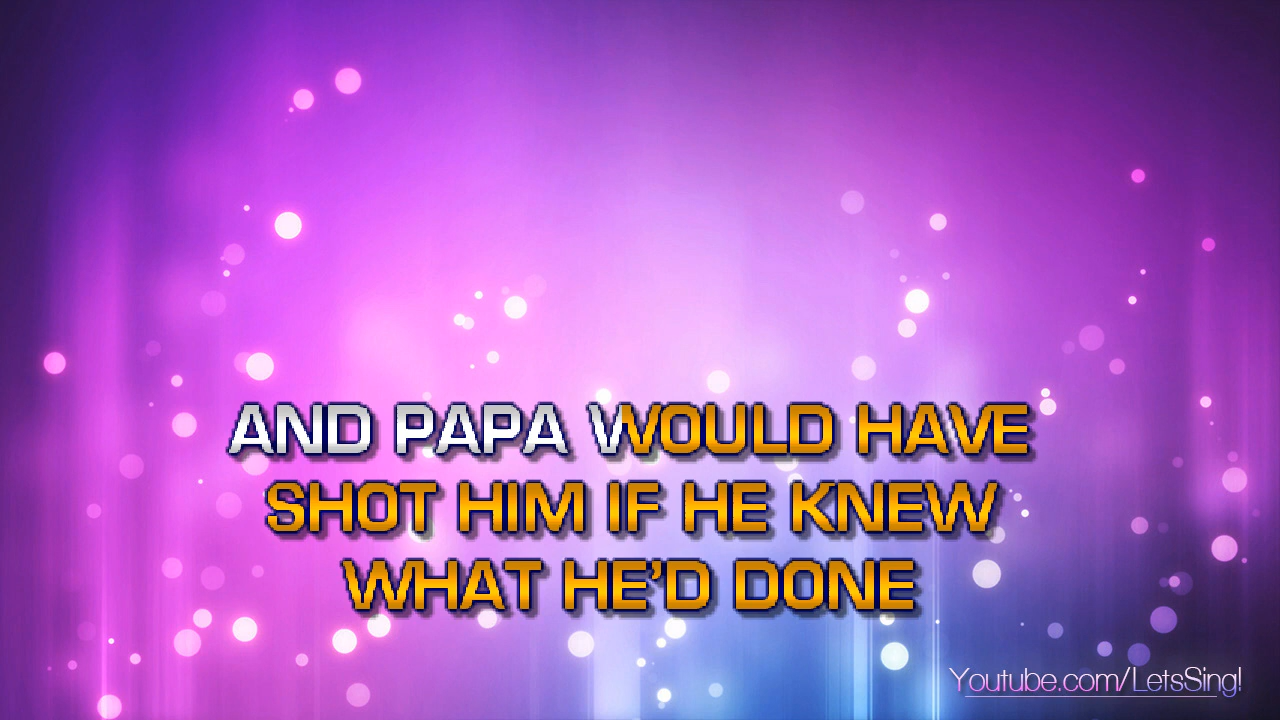 AND PAPA WOULD HAVE
SHOT HIM IF HE KNEW
WHAT HE'D DONE
Youtube.com/LetsSing!